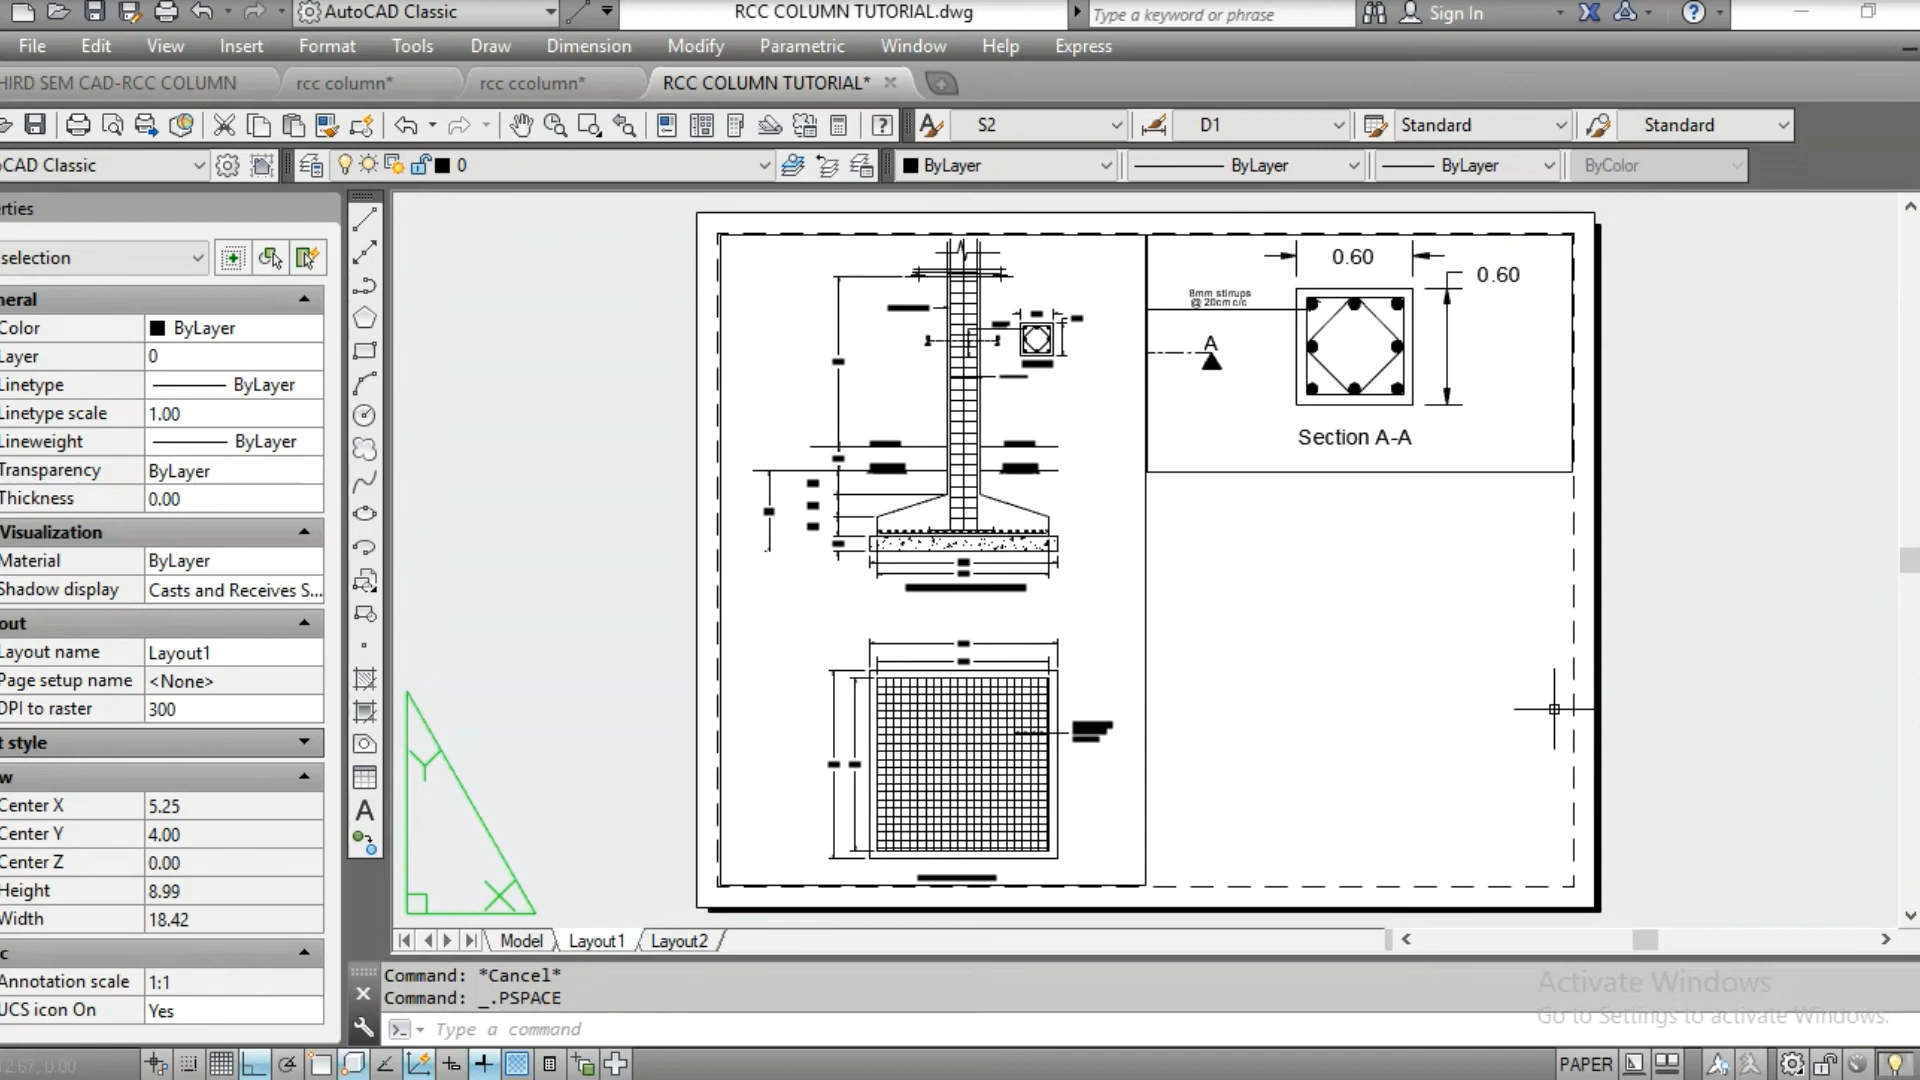 AutoCAD Classic
RCC COLUMN TUTORIAL.dwg
Type a keyword or phrase
Sign In
File Edit View Insert Format Tools Draw Dimension Modify Parametric Window Help Express
HIRD SEM CAD-RCC COLUMN
rcc column*
rcc ccolumn*
RCC COLUMN TUTORIAL*
S2
D1
Standard
Standard
CAD Classic
0
ByLayer
ByLayer
ByLayer
ByColor
erties
selection
neral
Color ByLayer
Layer 0
Linetype ByLayer
Linetype scale 1.00
Lineweight ByLayer
Transparency ByLayer
Thickness 0.00
Visualization
Material ByLayer
Shadow display Casts and Receives S...
out
Layout name Layout1
Page setup name <None>
DPI to raster 300
t style
w
Center X 5.25
Center Y 4.00
Center Z 0.00
Height 8.99
Width 18.42
c
Annotation scale 1:1
UCS icon On Yes
0.60
0.60
8mm stirrups
@ 20cm c/c
A
Section A-A
Y
X
Model Layout1 Layout2
Command: *Cancel*
Command: _.PSPACE
Type a command
Activate Windows
Go to Settings to activate Windows.
12.67, 0.00
PAPER